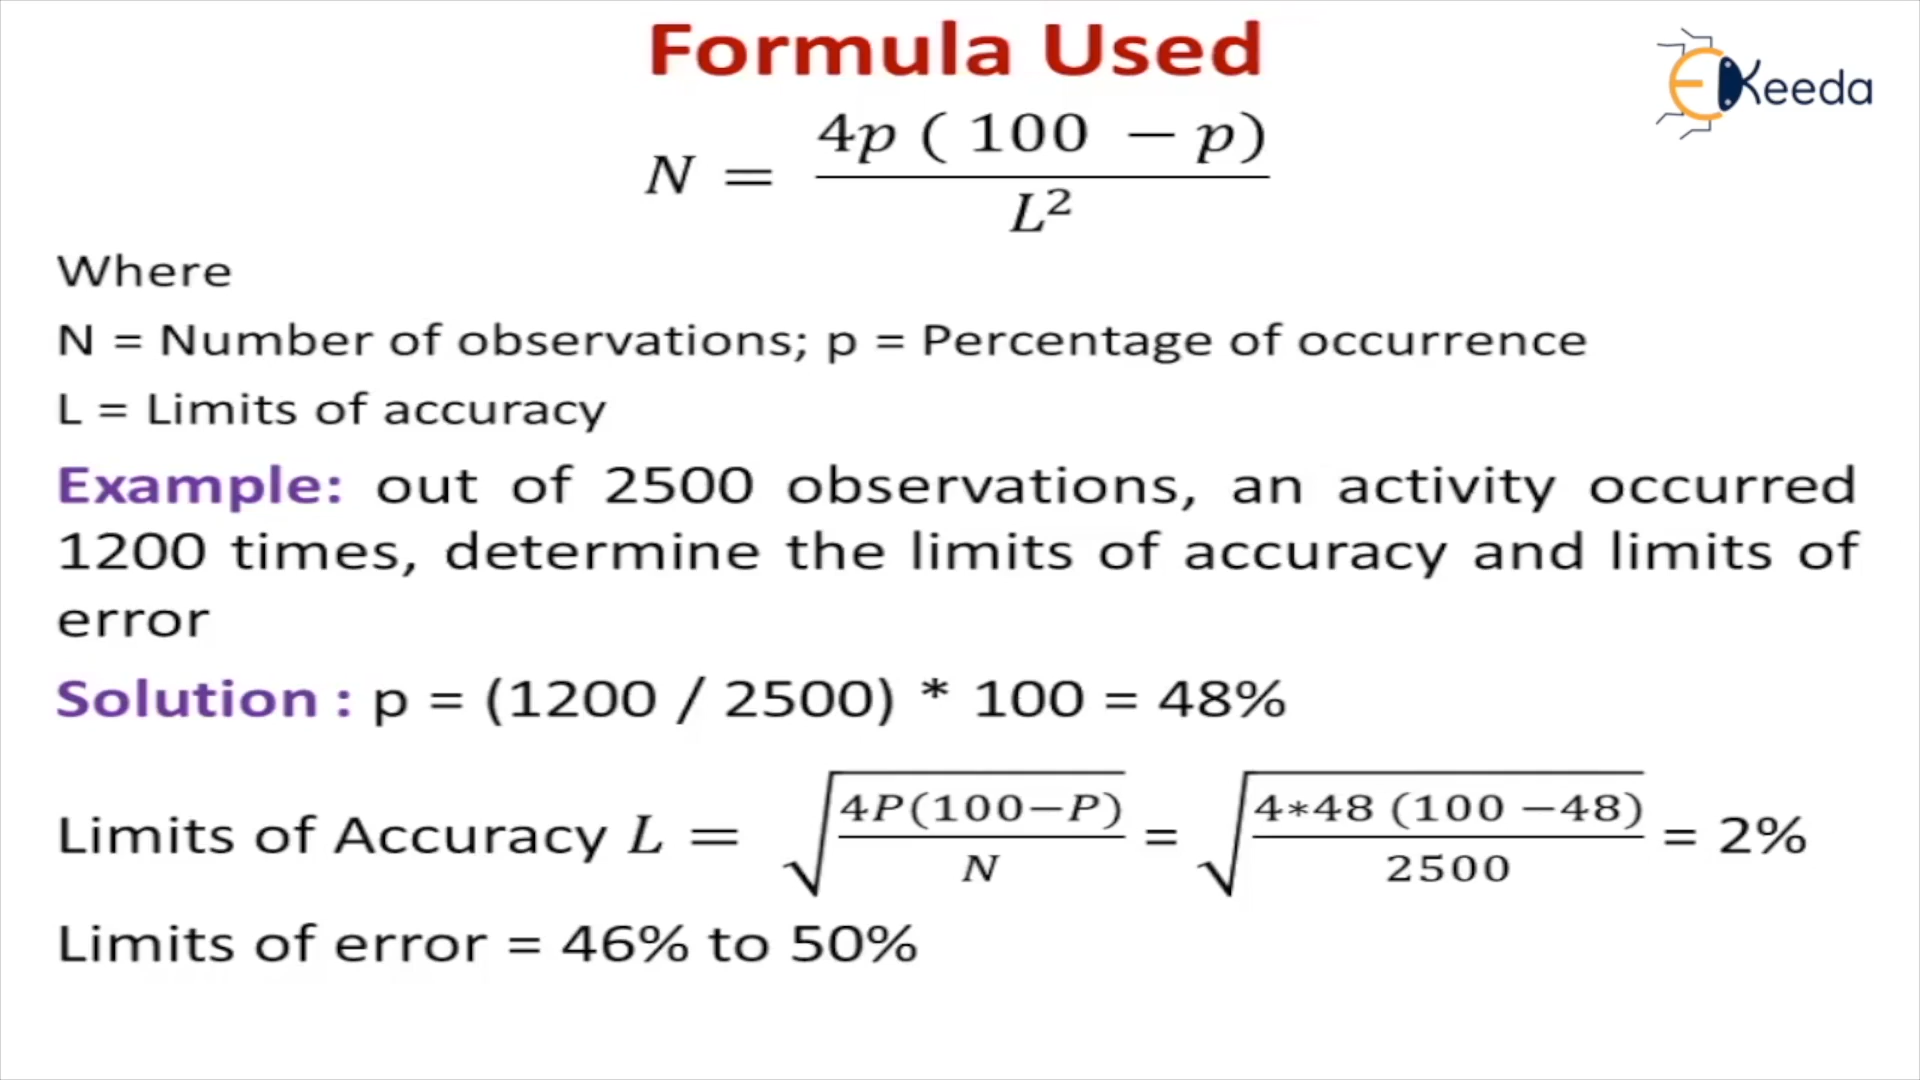 Formula Used
EKeeda
N = 4p ( 100 − p) / L²
Where
N = Number of observations; p = Percentage of occurrence
L = Limits of accuracy
Example: out of 2500 observations, an activity occurred
1200 times, determine the limits of accuracy and limits of
error
Solution : p = (1200 / 2500) * 100 = 48%
Limits of Accuracy L = √(4P(100−P) / N) = √(4*48 (100 −48) / 2500) = 2%
Limits of error = 46% to 50%